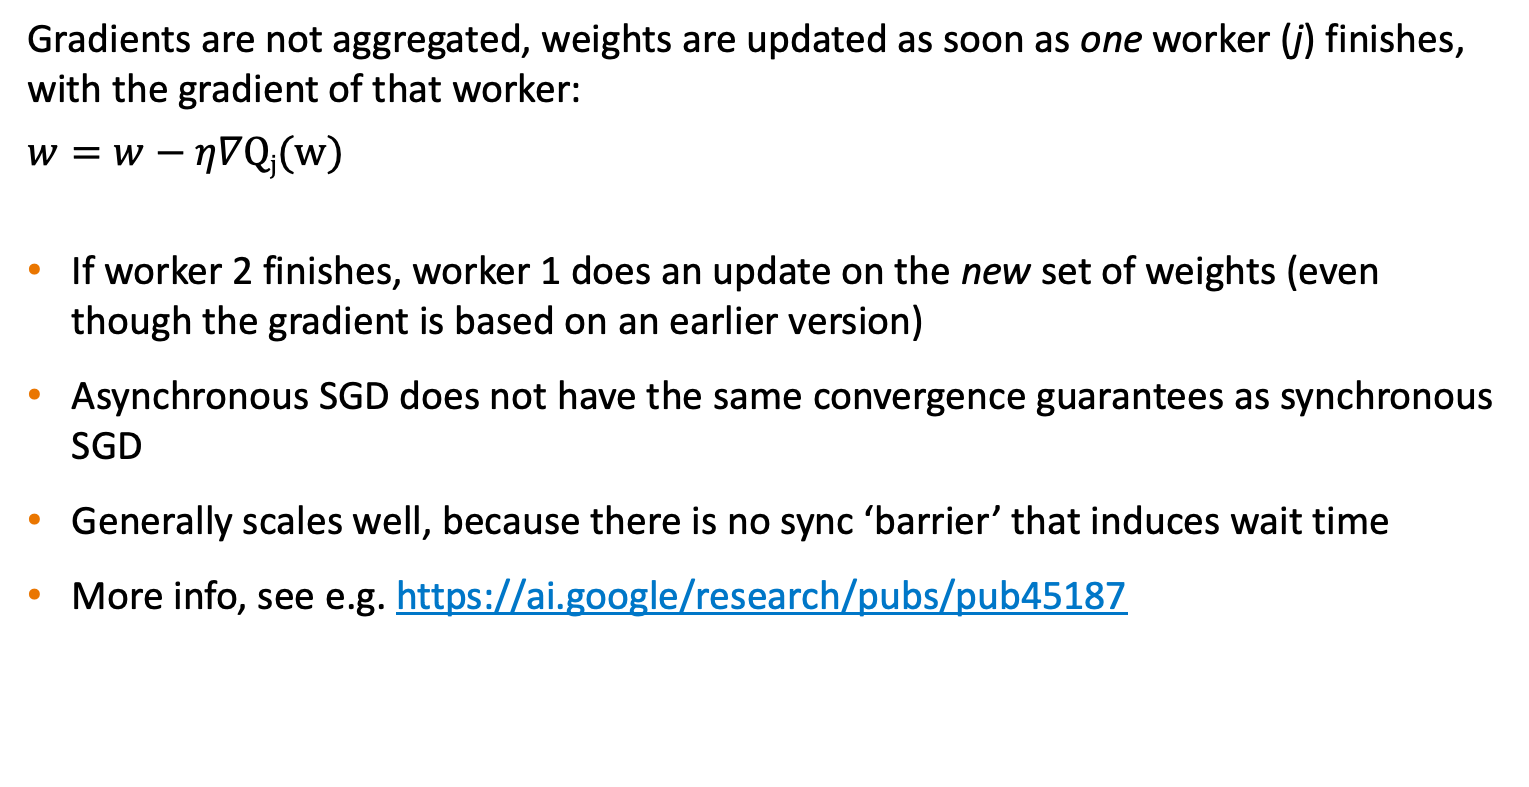 Gradients are not aggregated, weights are updated as soon as one worker (j) finishes,
with the gradient of that worker:
𝑤 = 𝑤 − 𝜂𝛻Qⱼ(w)
• If worker 2 finishes, worker 1 does an update on the new set of weights (even
though the gradient is based on an earlier version)
• Asynchronous SGD does not have the same convergence guarantees as synchronous
SGD
• Generally scales well, because there is no sync ‘barrier’ that induces wait time
• More info, see e.g. https://ai.google/research/pubs/pub45187